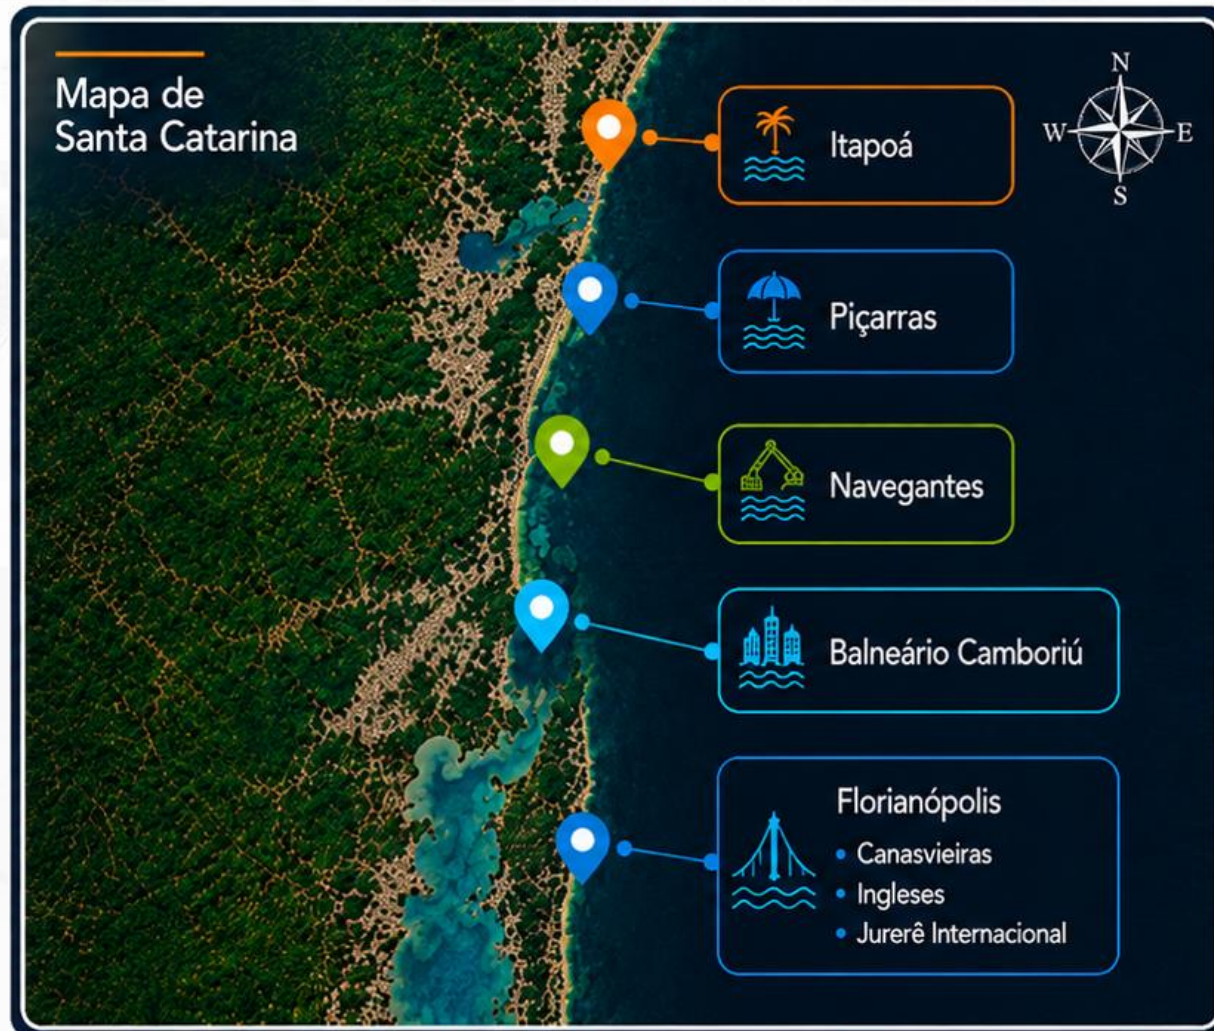 Mapa de
Santa Catarina
N
W
E
S
Itapoá
Piçarras
Navegantes
Balneário Camboriú
Florianópolis
• Canasvieiras
• Ingleses
• Jurerê Internacional